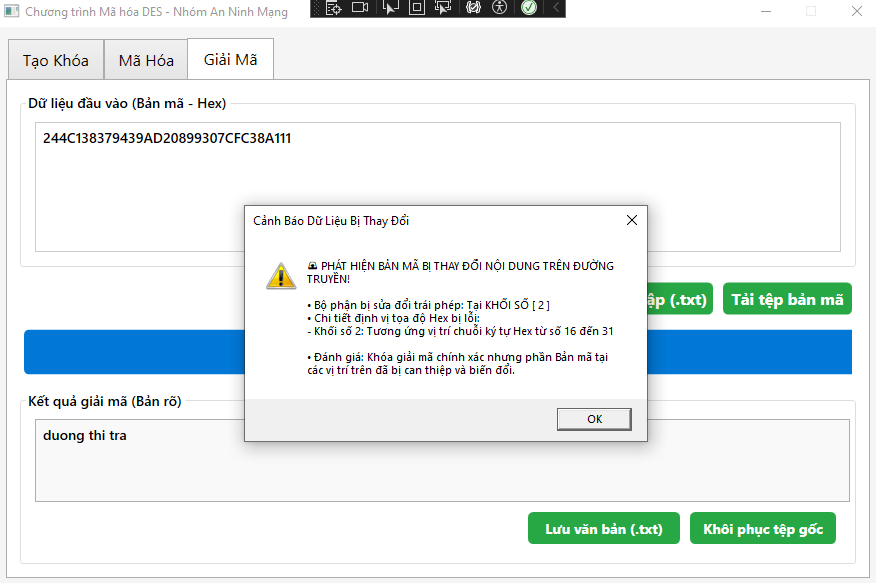 Chương trình Mã hóa DES - Nhóm An Ninh Mạng
Tạo Khóa
Mã Hóa
Giải Mã
Dữ liệu đầu vào (Bản mã - Hex)
244C138379439AD20899307CFC38A111
Cảnh Báo Dữ Liệu Bị Thay Đổi
🚨 PHÁT HIỆN BẢN MÃ BỊ THAY ĐỔI NỘI DUNG TRÊN ĐƯỜNG
TRUYỀN!
• Bộ phận bị sửa đổi trái phép: Tại KHỐI SỐ [ 2 ]
• Chi tiết định vị tọa độ Hex bị lỗi:
- Khối số 2: Tương ứng vị trí chuỗi ký tự Hex từ số 16 đến 31
• Đánh giá: Khóa giải mã chính xác nhưng phần Bản mã tại
các vị trí trên đã bị can thiệp và biến đổi.
OK
(.txt)
Tải tệp bản mã
Kết quả giải mã (Bản rõ)
duong thi tra
Lưu văn bản (.txt)
Khôi phục tệp gốc